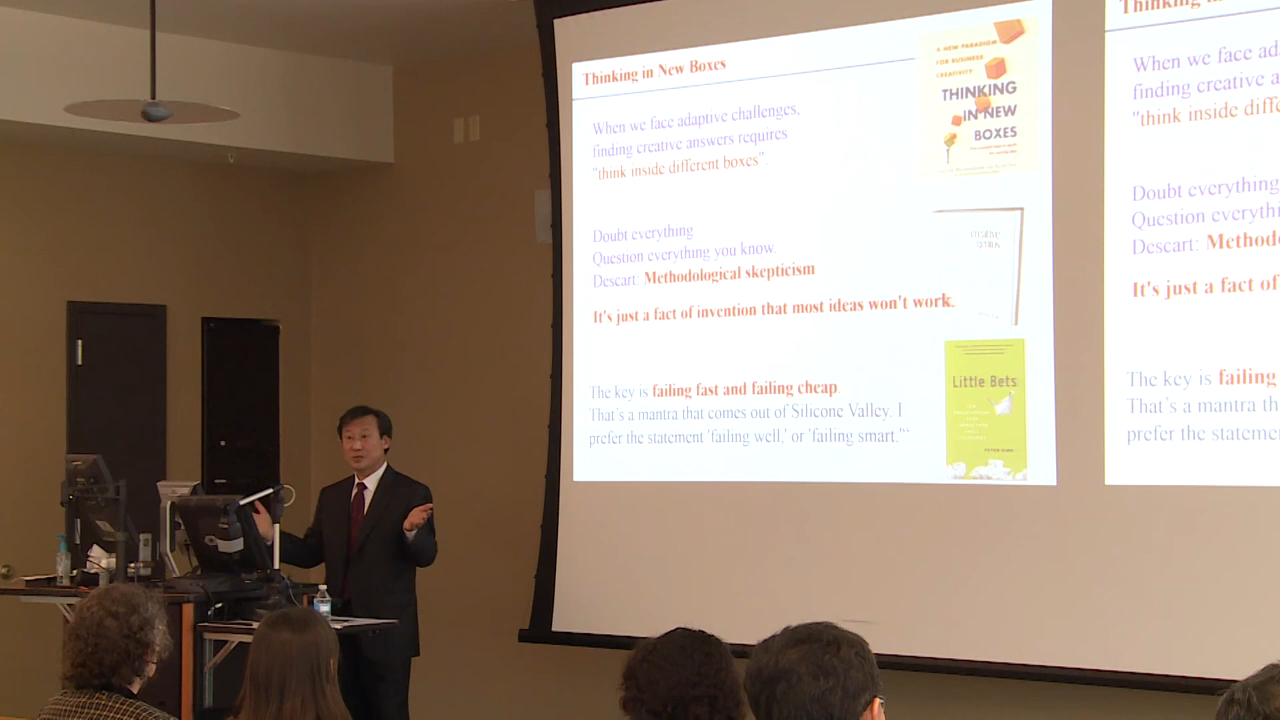 Thinking in New Boxes
When we face adaptive challenges,
finding creative answers requires
"think inside different boxes".
Doubt everything
Question everything you know.
Descart: Methodological skepticism
It's just a fact of invention that most ideas won't work.
The key is failing fast and failing cheap.
That's a mantra that comes out of Silicone Valley. I
prefer the statement 'failing well,' or 'failing smart."'
A NEW PARADIGM
FOR BUSINESS
CREATIVITY
THINKING
IN NEW
BOXES
creative
Little Bets
PETER SIMS
Thinking in
When we face ad
finding creative a
"think inside diffe
Doubt everything
Question everythi
Descart: Methodo
It's just a fact of
The key is failing
That's a mantra th
prefer the statemen